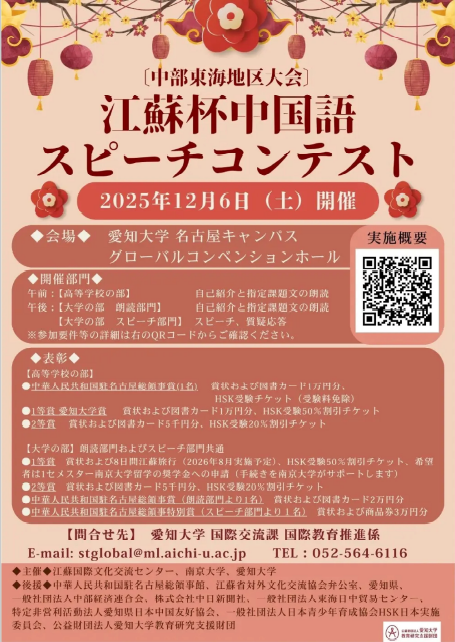 〔中部東海地区大会〕
江蘇杯中国語
スピーチコンテスト
2025年12月6日（土）開催
◆会場◆ 愛知大学 名古屋キャンパス
グローバルコンベンションホール
実施概要
◆開催部門◆
午前：【高等学校の部】 自己紹介と指定課題文の朗読
午後：【大学の部 朗読部門】 自己紹介と指定課題文の朗読
【大学の部 スピーチ部門】 スピーチ、質疑応答
※参加要件等の詳細は右のQRコードからご確認ください。
◆表彰◆
【高等学校の部】
●中華人民共和国駐名古屋総領事賞(1名) 賞状および図書カード1万円分、
HSK受験チケット（受験料免除）
●1等賞 愛知大学賞 賞状および図書カード1万円分、HSK受験50％割引チケット
●2等賞 賞状および図書カード5千円分、HSK受験20％割引チケット
【大学の部】朗読部門およびスピーチ部門共通
●1等賞 賞状および8日間江蘇旅行（2026年8月実施予定）、HSK受験50％割引チケット、希望
者は1セメスター南京大学留学の奨学金への申請（手続きを南京大学がサポートします）
●2等賞 賞状および図書カード5千円分、HSK受験20％割引チケット
●中華人民共和国駐名古屋総領事賞（朗読部門より1名） 賞状および図書カード2万円分
●中華人民共和国駐名古屋総領事特別賞（スピーチ部門より１名） 賞状および商品券3万円分
【問合せ先】 愛知大学 国際交流課 国際教育推進係
E-mail: stglobal@ml.aichi-u.ac.jp TEL：052-564-6116
◆主催◆江蘇国際文化交流センター、南京大学、愛知大学
◆後援◆中華人民共和国駐名古屋総領事館、江蘇省対外文化交流協会弁公室、愛知県、
一般社団法人中部経済連合会、株式会社中日新聞社、一般社団法人東海日中貿易センター、
特定非営利活動法人愛知県日本中国友好協会、一般社団法人日本青少年育成協会HSK日本実施
委員会、公益財団法人愛知大学教育研究支援財団
公益財団法人 愛知大学
教育研究支援財団